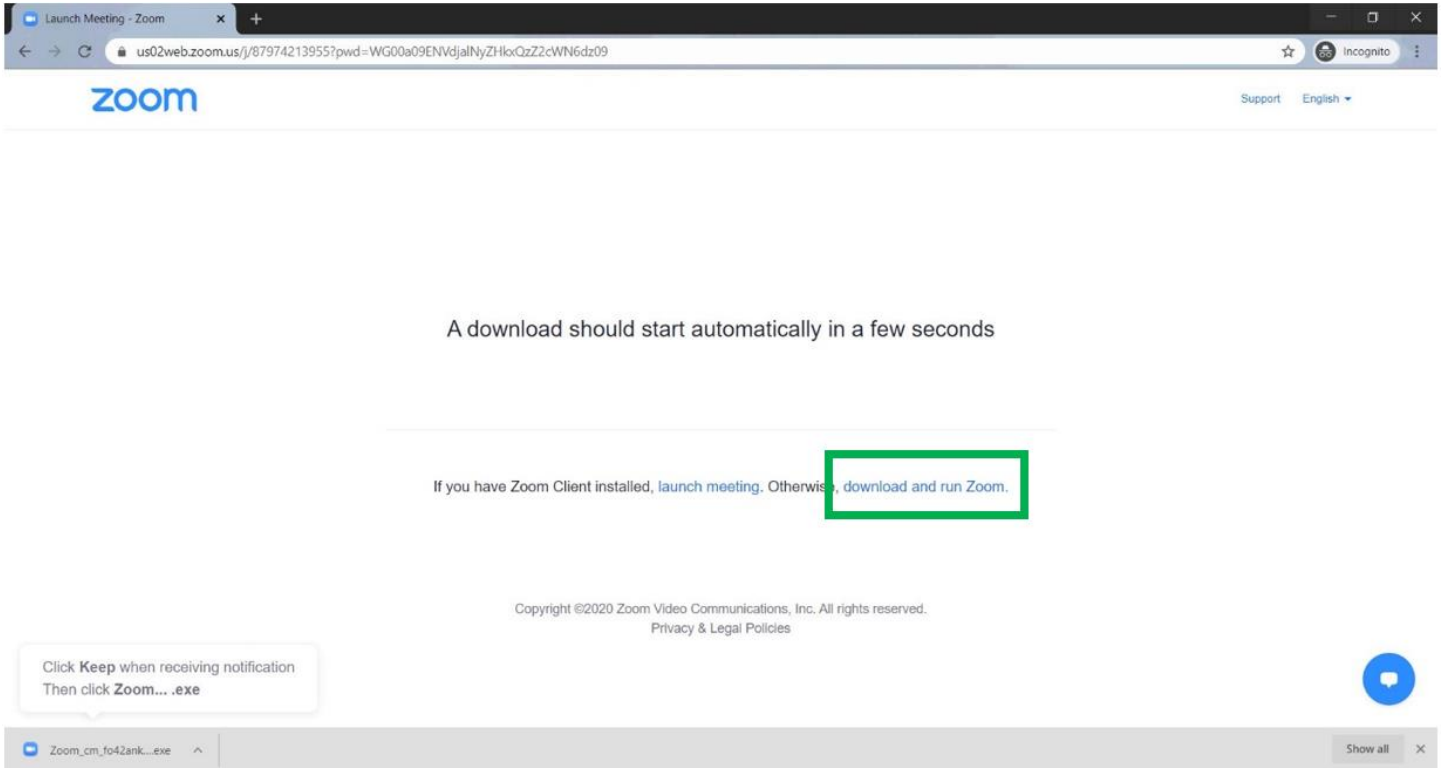 Launch Meeting - Zoom
us02web.zoom.us/j/87974213955?pwd=WG00a09ENVdjalNyZHkxQzZ2cWN6dz09
Incognito
zoom
Support English
A download should start automatically in a few seconds
If you have Zoom Client installed, launch meeting. Otherwise, download and run Zoom.
Copyright ©2020 Zoom Video Communications, Inc. All rights reserved.
Privacy & Legal Policies
Click Keep when receiving notification
Then click Zoom... .exe
Zoom_cm_fo42ank....exe
Show all